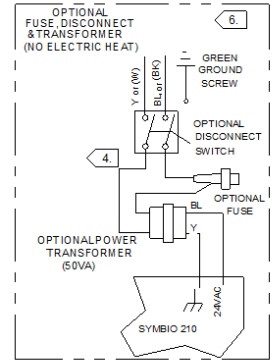 OPTIONAL
FUSE, DISCONNECT
& TRANSFORMER
(NO ELECTRIC HEAT)
6.
Y or (W)
BL or (BK)
GREEN
GROUND
SCREW
OPTIONAL
DISCONNECT
SWITCH
4.
OPTIONAL
FUSE
BL
Y
OPTIONALPOWER
TRANSFORMER
(50VA)
24VAC
SYMBIO 210